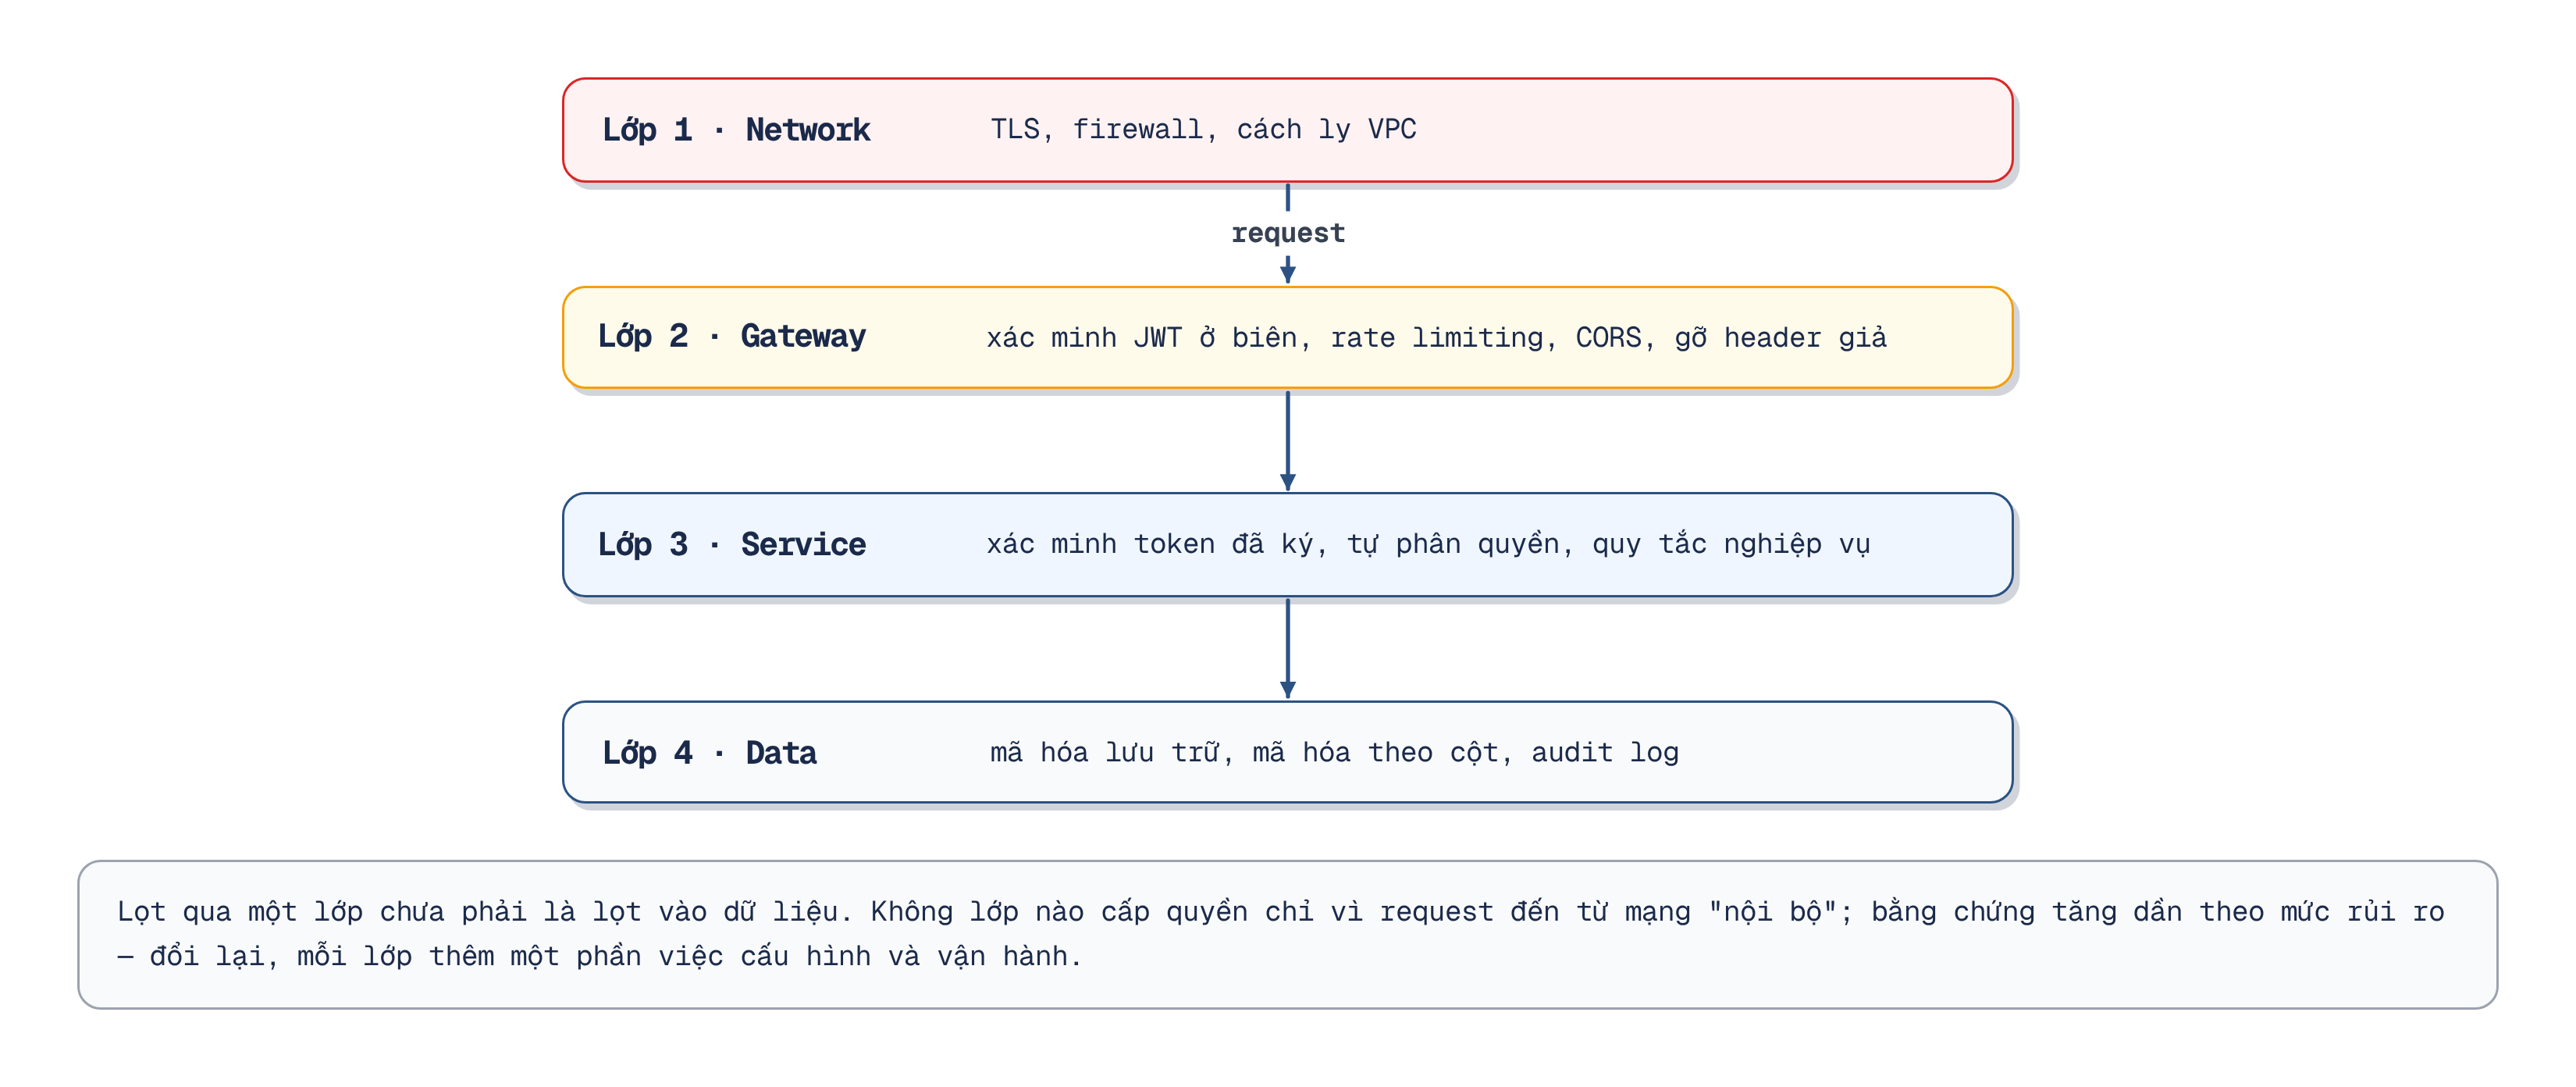 Lớp 1 · Network TLS, firewall, cách ly VPC
request
Lớp 2 · Gateway xác minh JWT ở biên, rate limiting, CORS, gỡ header giả
Lớp 3 · Service xác minh token đã ký, tự phân quyền, quy tắc nghiệp vụ
Lớp 4 · Data mã hóa lưu trữ, mã hóa theo cột, audit log
Lọt qua một lớp chưa phải là lọt vào dữ liệu. Không lớp nào cấp quyền chỉ vì request đến từ mạng "nội bộ"; bằng chứng tăng dần theo mức rủi ro
— đổi lại, mỗi lớp thêm một phần việc cấu hình và vận hành.